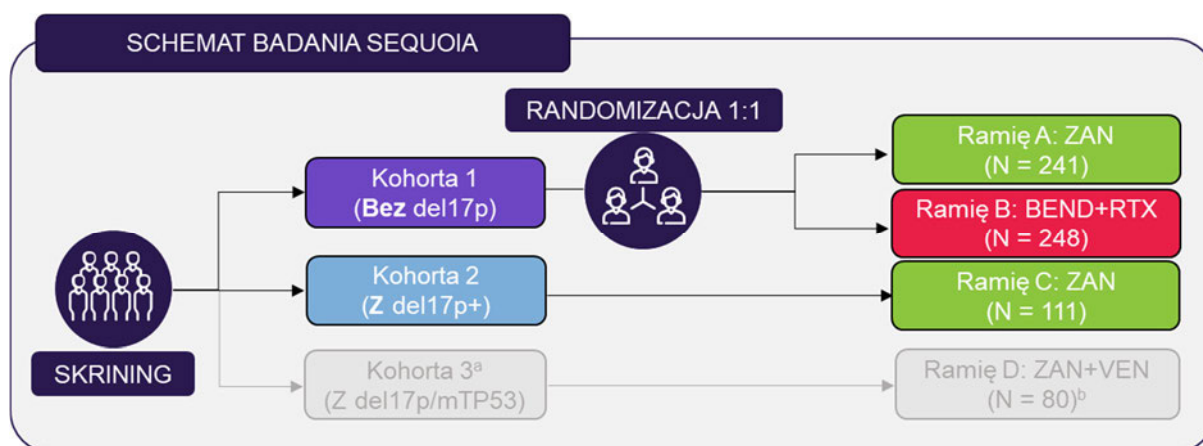 SCHEMAT BADANIA SEQUOIA
RANDOMIZACJA 1:1
Kohorta 1
(Bez del17p)
Ramię A: ZAN
(N = 241)
Ramię B: BEND+RTX
(N = 248)
Kohorta 2
(Z del17p+)
Ramię C: ZAN
(N = 111)
SKRINING
Kohorta 3ª
(Z del17p/mTP53)
Ramię D: ZAN+VEN
(N = 80)ᵇ